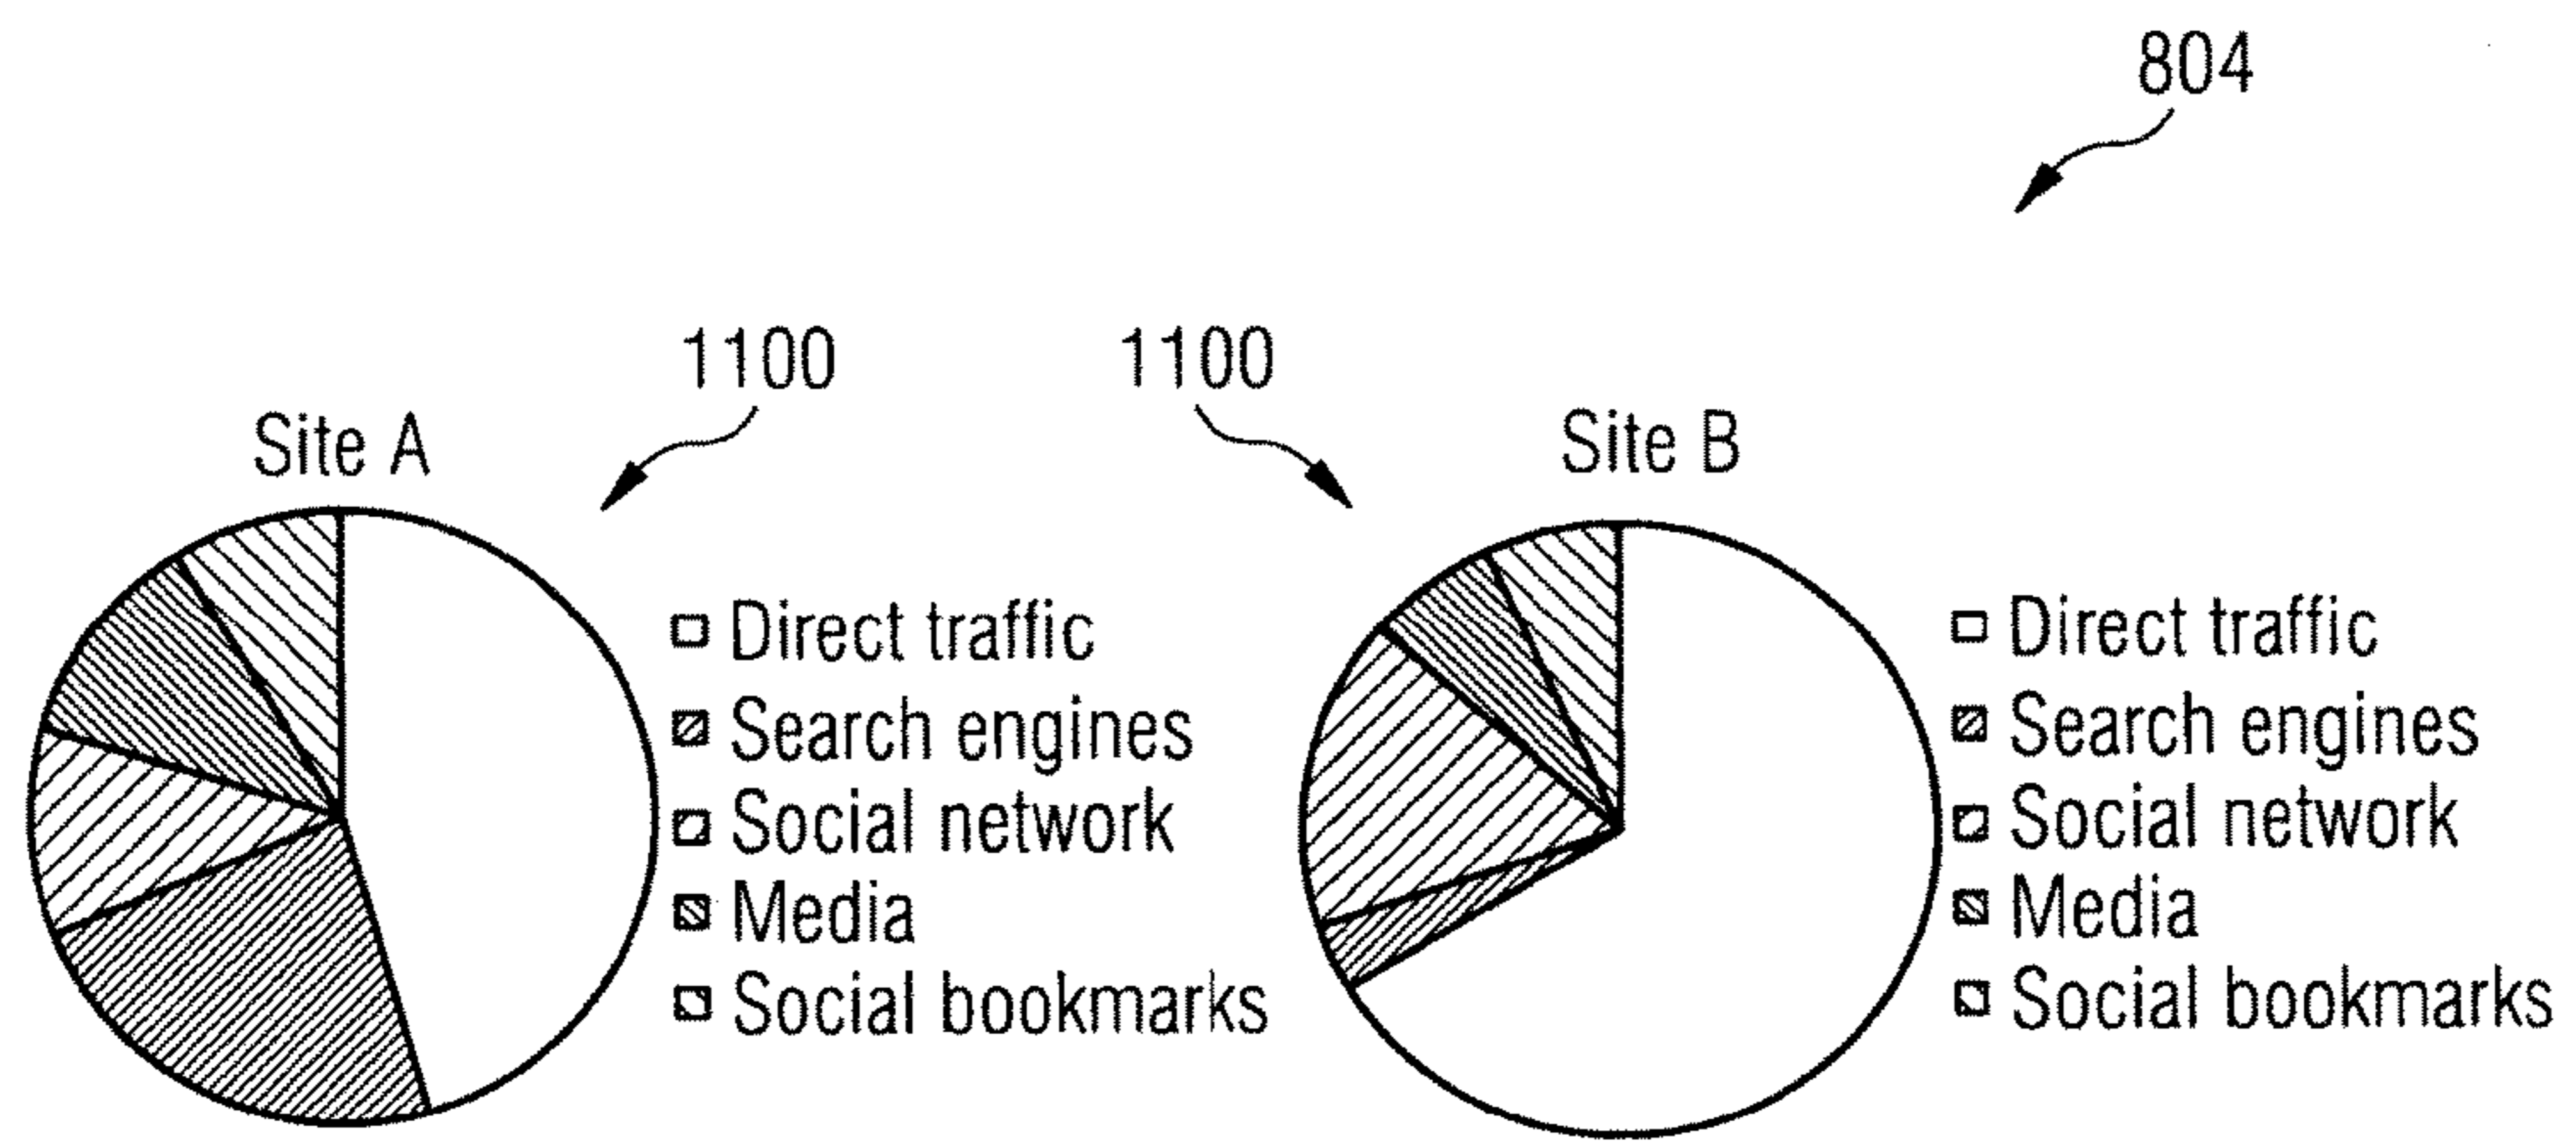 804
1100
1100
Site A
Site B
Direct traffic
Search engines
Social network
Media
Social bookmarks
Direct traffic
Search engines
Social network
Media
Social bookmarks